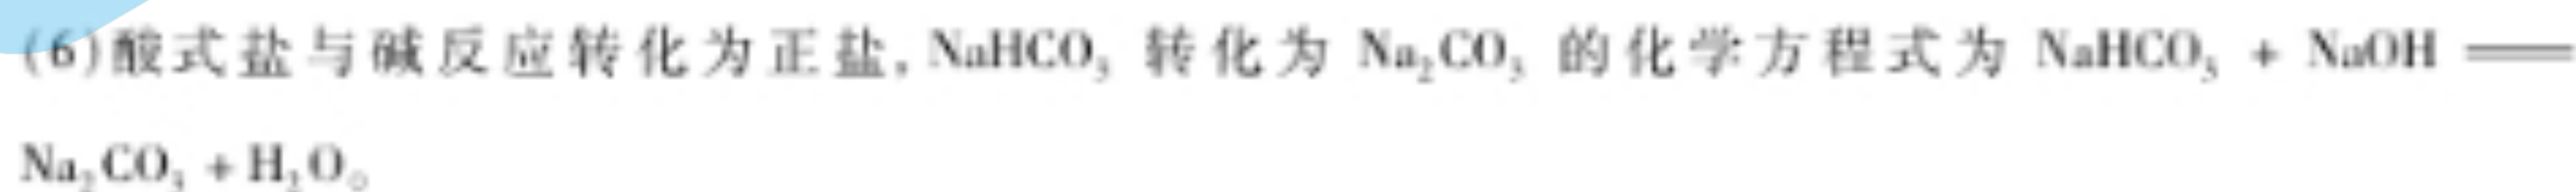 (6)酸式盐与碱反应转化为正盐,NaHCO₃ 转化为 Na₂CO₃ 的化学方程式为 NaHCO₃ + NaOH ══
Na₂CO₃ + H₂O。